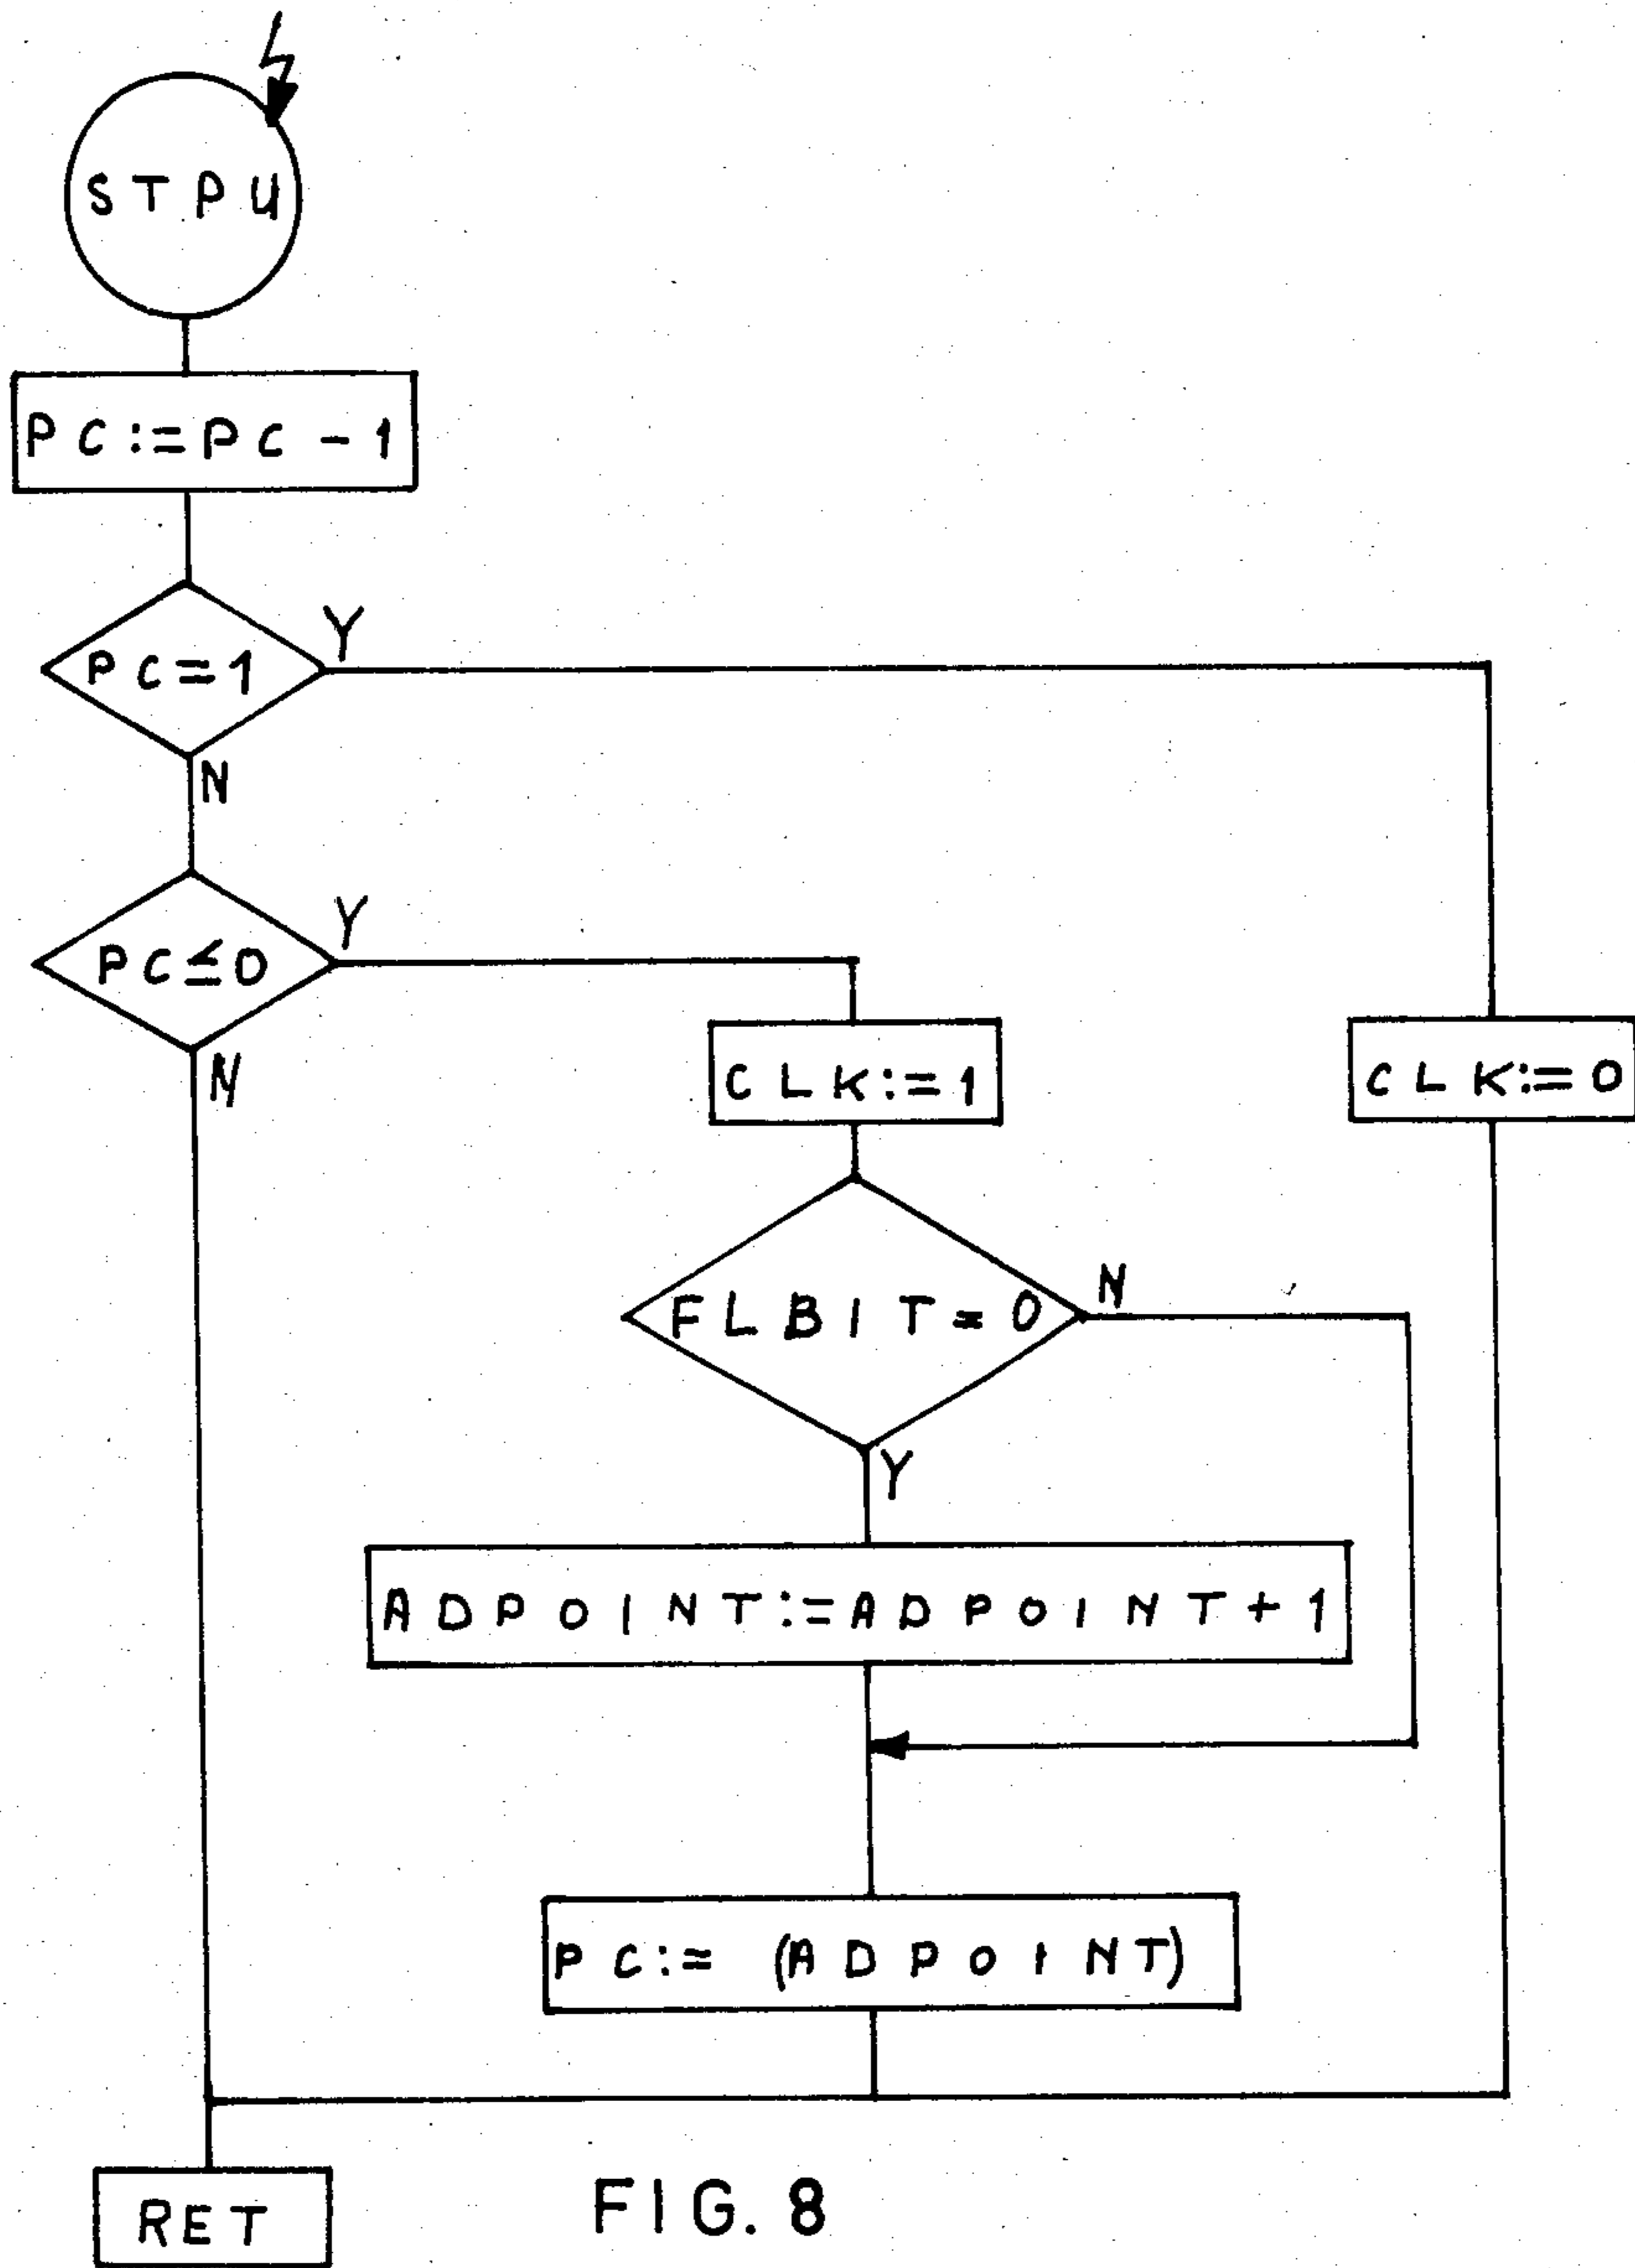 STPU
PC:=PC-1
PC=1
Y
N
PC≤0
Y
N
CLK:=1
CLK:=0
FLBIT=0
N
Y
ADPOINT:=ADPOINT+1
PC:= (ADPOINT)
RET
FIG. 8